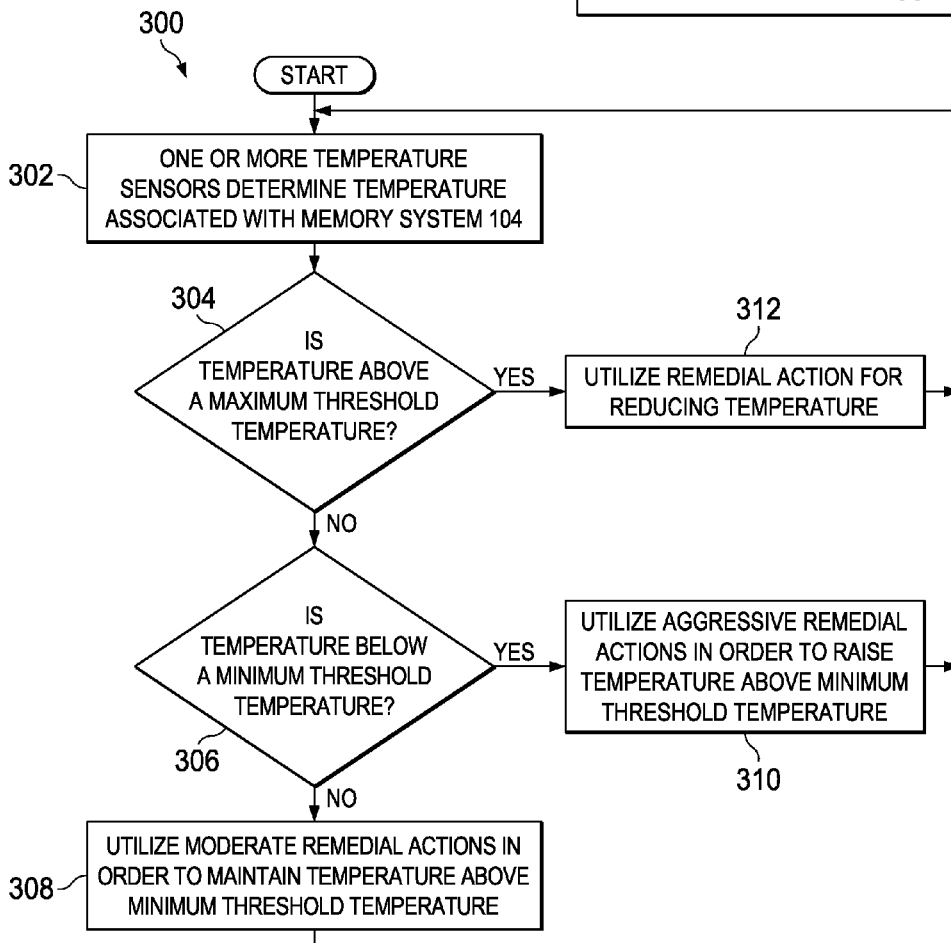 300
START
302
ONE OR MORE TEMPERATURE
SENSORS DETERMINE TEMPERATURE
ASSOCIATED WITH MEMORY SYSTEM 104
304
IS
TEMPERATURE ABOVE
A MAXIMUM THRESHOLD
TEMPERATURE?
YES
312
UTILIZE REMEDIAL ACTION FOR
REDUCING TEMPERATURE
NO
IS
TEMPERATURE BELOW
A MINIMUM THRESHOLD
TEMPERATURE?
306
YES
UTILIZE AGGRESSIVE REMEDIAL
ACTIONS IN ORDER TO RAISE
TEMPERATURE ABOVE MINIMUM
THRESHOLD TEMPERATURE
310
NO
308
UTILIZE MODERATE REMEDIAL ACTIONS IN
ORDER TO MAINTAIN TEMPERATURE ABOVE
MINIMUM THRESHOLD TEMPERATURE